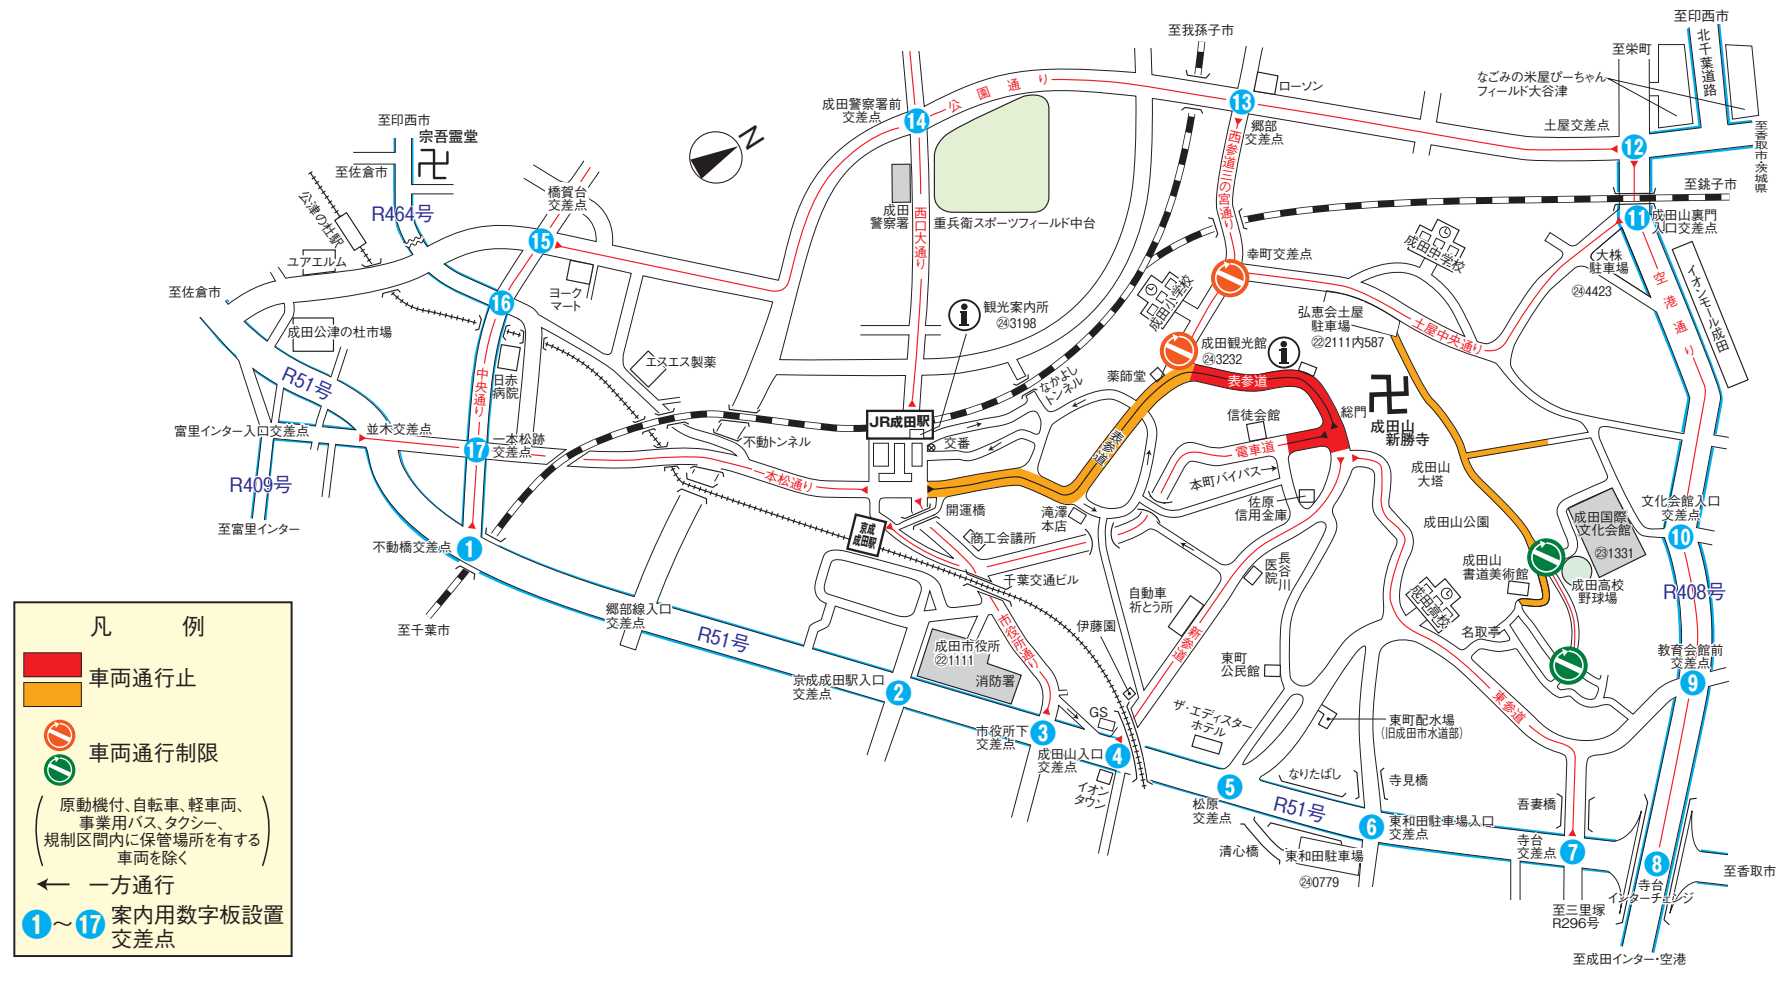 至印西市
宗吾霊堂
至佐倉市
R464号
公津の杜駅
ユアエルム
至佐倉市
成田公津の杜市場
R51号
富里インター入口交差点
並木交差点
R409号
至富里インター
橋賀台
交差点
15
ヨーク
マート
16
中央通り
日赤
病院
エスエス製薬
17
一本松跡
交差点
不動トンネル
一本松通り
1
不動橋交差点
至千葉市
成田警察署前
交差点
14
公園通り
N
成田
警察署
西口大通り
重兵衛スポーツフィールド中台
i
観光案内所
㉔3198
JR成田駅
交番
なかよし
トンネル
開運橋
京成
成田駅
商工会議所
滝澤
本店
千葉交通ビル
郷部線入口
交差点
R51号
成田市役所
㉒1111
消防署
市役所通り
京成成田駅入口
交差点
2
市役所下
交差点
3
GS
成田山入口
交差点
4
イオン
タウン
伊藤園
自動車
祈とう所
新参道
至我孫子市
13
ローソン
郷部
交差点
西参道三の宮通り
幸町交差点
成田小学校
成田観光館
㉔3232
i
薬師堂
表参道
表参道
信徒会館
電車道
本町バイパス
佐原
信用金庫
総門
成田山
新勝寺
弘恵会土屋
駐車場
㉒2111内587
土屋中央通り
成田中学校
長谷川
医院
東町
公民館
ザ・エディスター
ホテル
5
松原
交差点
なりたばし
R51号
清心橋
東和田駐車場
㉔0779
6
東和田駐車場入口
交差点
寺見橋
東町配水場
(旧成田市水道部)
吾妻橋
寺台
交差点
7
至三里塚
R296号
8
寺台
インターチェンジ
至香取市
至成田インター・空港
東参道
成田山
大塔
成田山公園
成田山
書道美術館
成田国際
文化会館
㉓1331
成田高校
野球場
成田高校
名取亭
文化会館入口
交差点
10
R408号
教育会館前
交差点
9
至印西市
至栄町
北千葉道路
なごみの米屋ぴーちゃん
フィールド大谷津
土屋交差点
12
至香取市・茨城県
至銚子市
11
成田山裏門
入口交差点
大株
駐車場
㉔4423
空港通り
イオンモール成田
凡　例
車両通行止
車両通行制限
原動機付、自転車、軽車両、
事業用バス、タクシー、
規制区間内に保管場所を有する
車両を除く
一方通行
1～17 案内用数字板設置
交差点